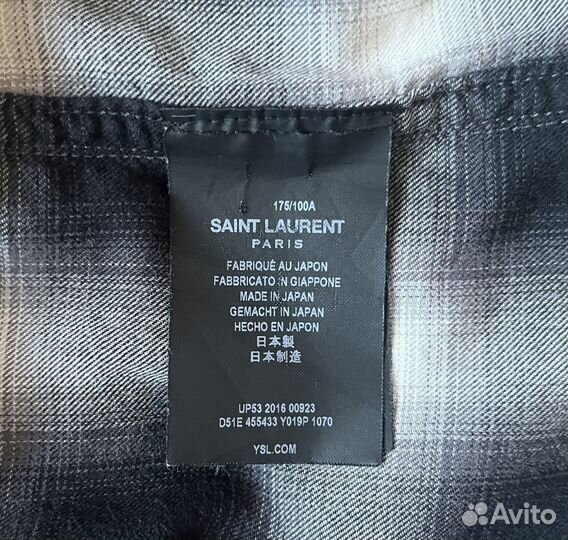 175/100A
SAINT LAURENT
PARIS
FABRIQUÉ AU JAPON
FABBRICATO IN GIAPPONE
MADE IN JAPAN
GEMACHT IN JAPAN
HECHO EN JAPON
日本製
日本制造
UP53 2016 00923
D51E 455433 Y019P 1070
YSL.COM
Avito